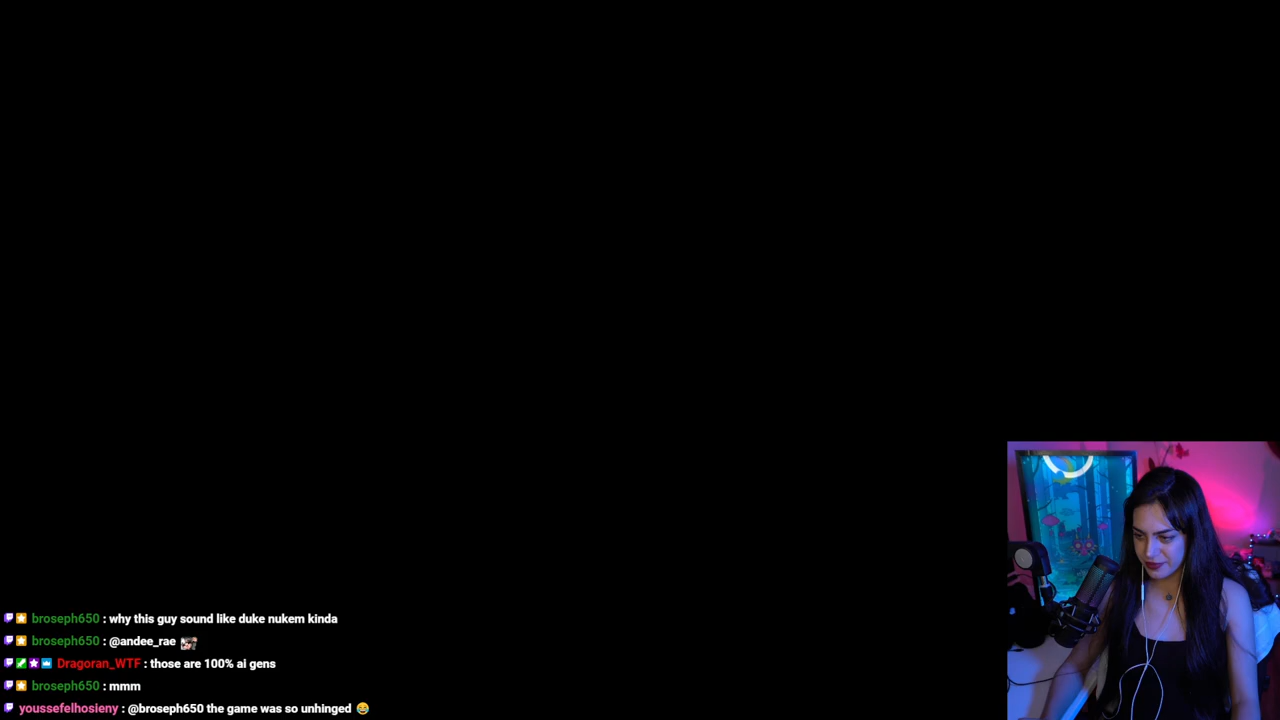 broseph650 : why this guy sound like duke nukem kinda
broseph650 : @andee_rae
Dragoran_WTF : those are 100% ai gens
broseph650 : mmm
youssefelhosieny : @broseph650 the game was so unhinged 😂